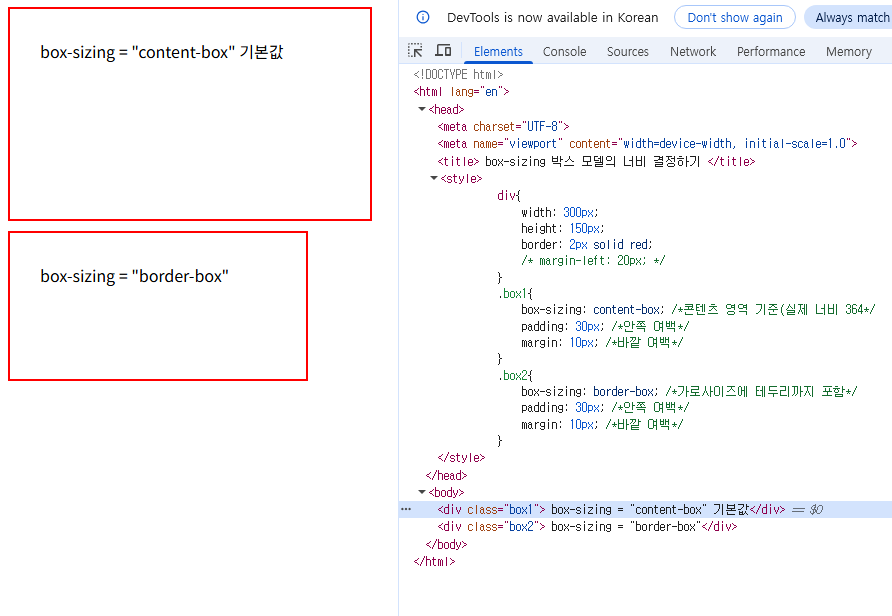 box-sizing = "content-box" 기본값
box-sizing = "border-box"
DevTools is now available in Korean
Don't show again
Always match
Elements
Console
Sources
Network
Performance
Memory
<!DOCTYPE html>
<html lang="en">
<head>
<meta charset="UTF-8">
<meta name="viewport" content="width=device-width, initial-scale=1.0">
<title> box-sizing 박스 모델의 너비 결정하기 </title>
<style>
div{
width: 300px;
height: 150px;
border: 2px solid red;
/* margin-left: 20px; */
}
.box1{
box-sizing: content-box; /*콘텐츠 영역 기준(실제 너비 364*/
padding: 30px; /*안쪽 여백*/
margin: 10px; /*바깥 여백*/
}
.box2{
box-sizing: border-box; /*가로사이즈에 테두리까지 포함*/
padding: 30px; /*안쪽 여백*/
margin: 10px; /*바깥 여백*/
}
</style>
</head>
<body>
<div class="box1"> box-sizing = "content-box" 기본값</div> == $0
<div class="box2"> box-sizing = "border-box"</div>
</body>
</html>